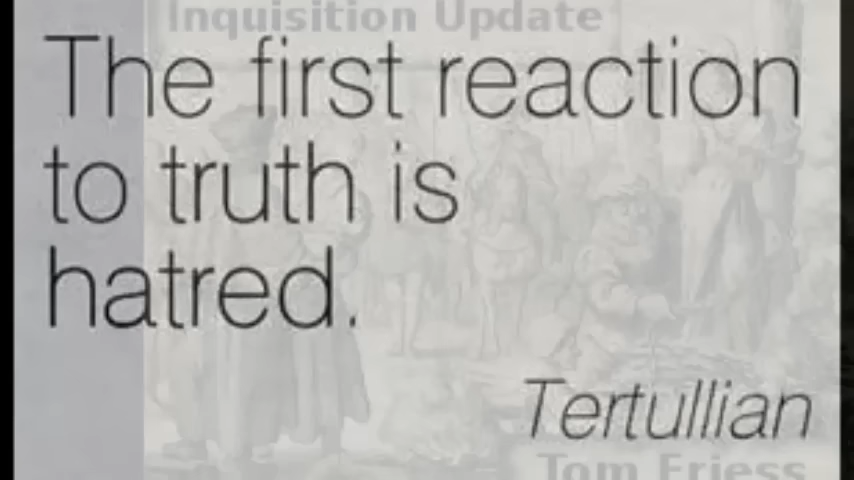 Inquisition Update
The first reaction
to truth is
hatred.
Tertullian
Tom Friess